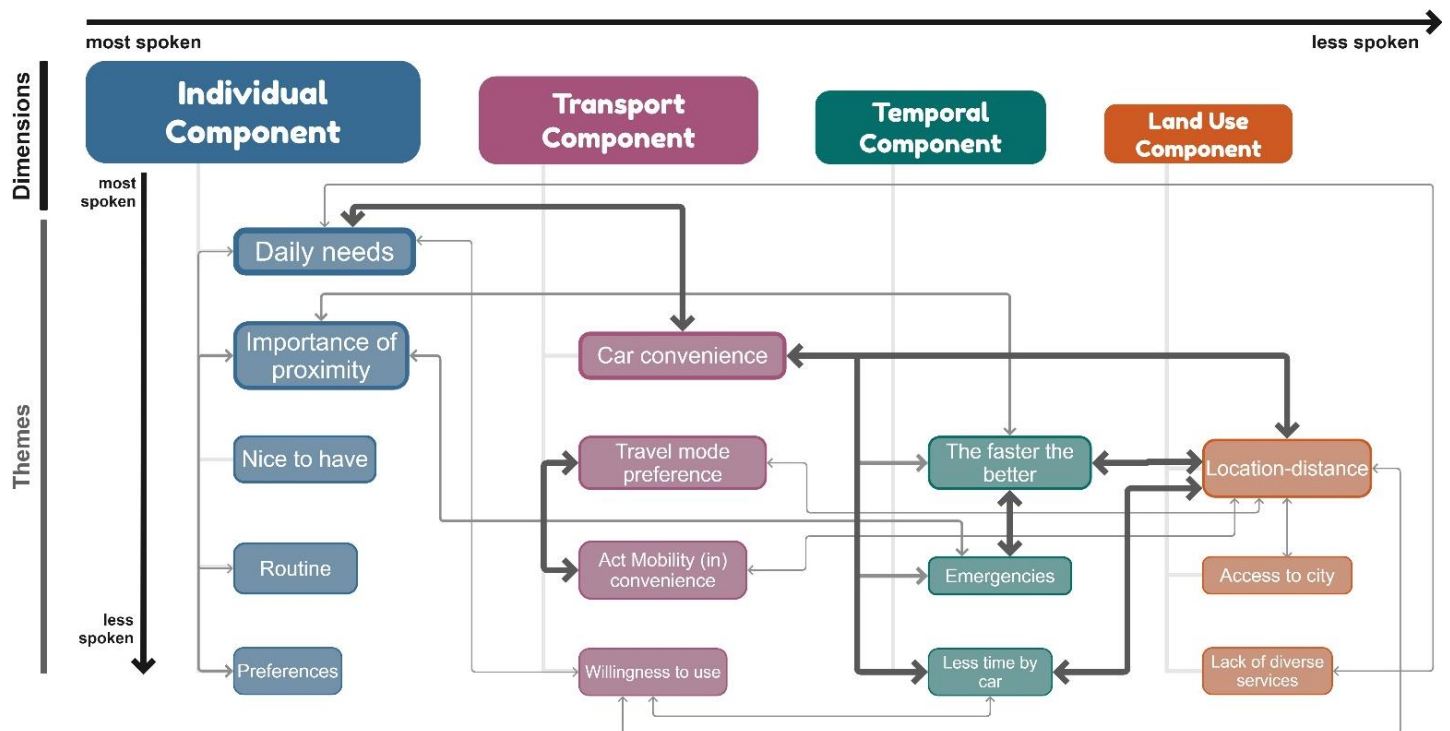 most spoken
less spoken
Dimensions
Individual
Component
Transport
Component
Temporal
Component
Land Use
Component
most
spoken
less
spoken
Themes
Daily needs
Importance of
proximity
Car convenience
Nice to have
Travel mode
preference
The faster the
better
Location-distance
Routine
Act Mobility (in)
convenience
Emergencies
Access to city
Preferences
Willingness to use
Less time by
car
Lack of diverse
services